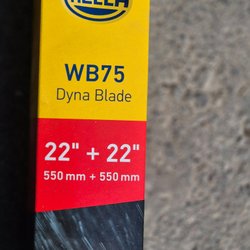 HELLA
WB75
Dyna Blade
22" + 22"
550 mm + 550 mm